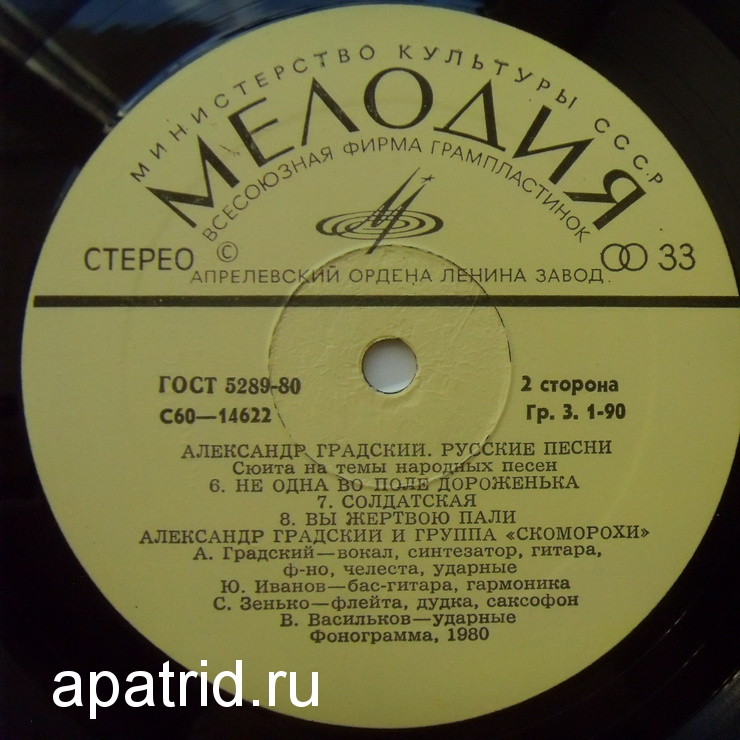 МИНИСТЕРСТВО КУЛЬТУРЫ СССР
МЕЛОДИЯ
ВСЕСОЮЗНАЯ ФИРМА ГРАМПЛАСТИНОК
СТЕРЕО © 33
АПРЕЛЕВСКИЙ ОРДЕНА ЛЕНИНА ЗАВОД
ГОСТ 5289-80 2 сторона
С60—14622 Гр. 3. 1-90
АЛЕКСАНДР ГРАДСКИЙ. РУССКИЕ ПЕСНИ
Сюита на темы народных песен
6. НЕ ОДНА ВО ПОЛЕ ДОРОЖЕНЬКА
7. СОЛДАТСКАЯ
8. ВЫ ЖЕРТВОЮ ПАЛИ
АЛЕКСАНДР ГРАДСКИЙ И ГРУППА «СКОМОРОХИ»
А. Градский—вокал, синтезатор, гитара,
ф-но, челеста, ударные
Ю. Иванов—бас-гитара, гармоника
С. Зенько—флейта, дудка, саксофон
В. Васильков—ударные
Фонограмма, 1980
apatrid.ru